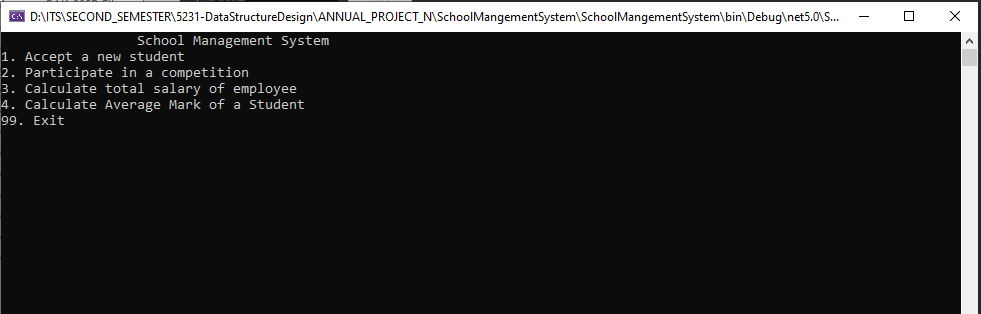 D:\ITS\SECOND_SEMESTER\5231-DataStructureDesign\ANNUAL_PROJECT_N\SchoolMangementSystem\SchoolMangementSystem\bin\Debug\net5.0\S...
School Management System
1. Accept a new student
2. Participate in a competition
3. Calculate total salary of employee
4. Calculate Average Mark of a Student
99. Exit